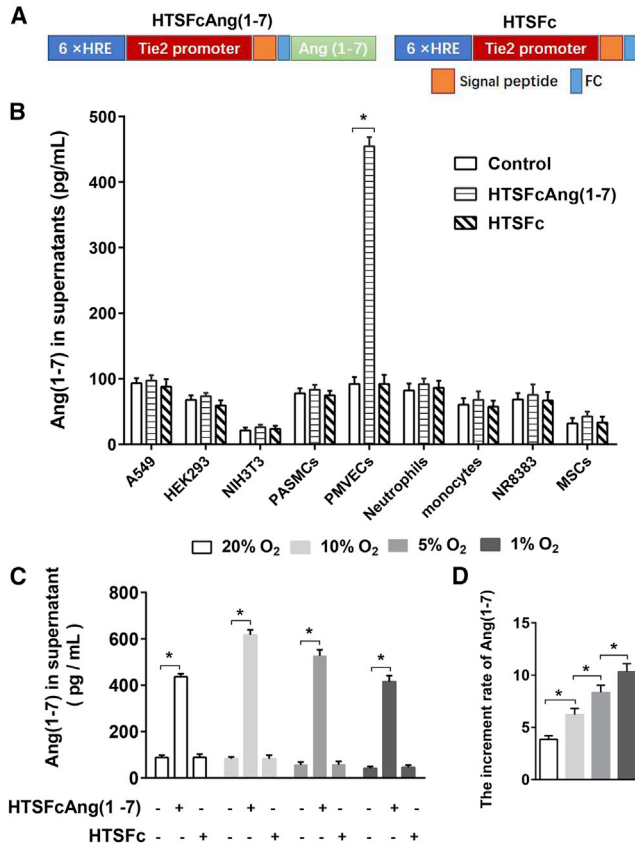 A
HTSFcAng(1-7)
HTSFc
6 ×HRE Tie2 promoter Ang (1-7)
6 ×HRE Tie2 promoter
Signal peptide FC
B
Ang(1-7) in supernatants (pg/mL)
500
400
300
200
100
0
*
Control
HTSFcAng(1-7)
HTSFc
A549
HEK293
NIH3T3
PASMCs
PMVECs
Neutrophils
monocytes
NR8383
MSCs
20% O₂ 10% O₂ 5% O₂ 1% O₂
C
Ang(1-7) in supernatant
( pg / mL )
800
600
400
200
0
* * * *
HTSFcAng(1 -7) - + - - + - - + - - + -
HTSFc - - + - - + - - + - - +
D
The increment rate of Ang(1-7)
15
10
5
0
* * *